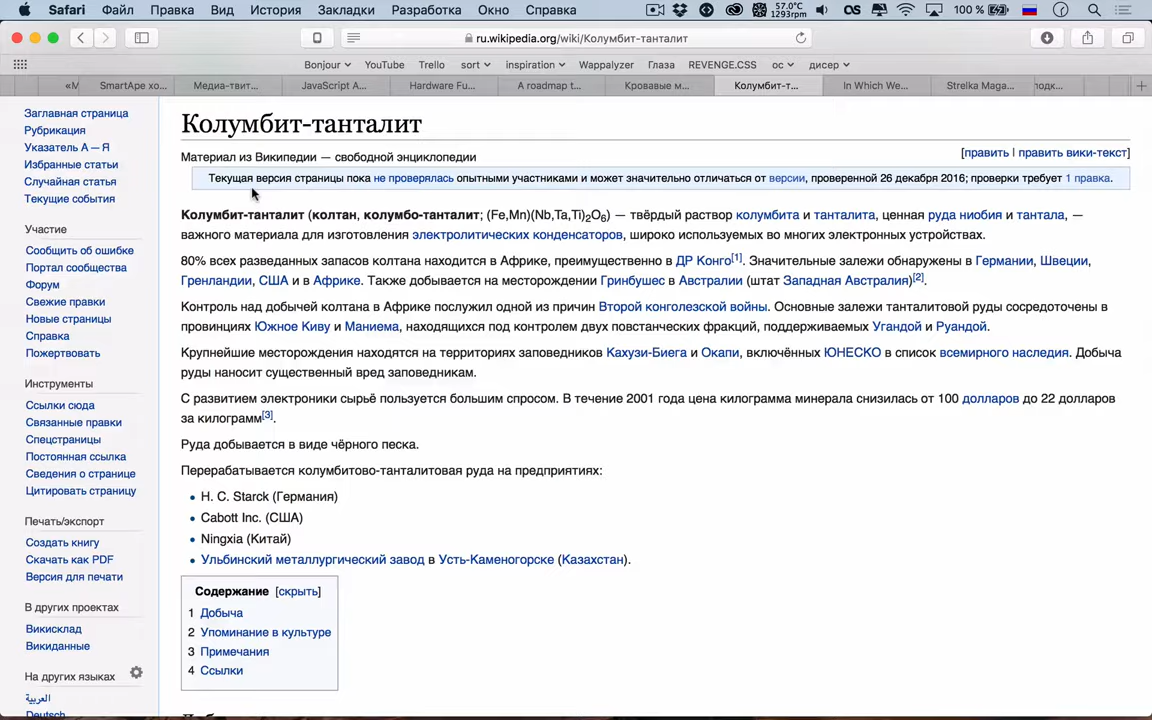 Safari Файл Правка Вид История Закладки Разработка Окно Справка 57.0°C 1293rpm 100 %
ru.wikipedia.org/wiki/Колумбит-танталит
Bonjour YouTube Trello sort inspiration Wappalyzer Глаза REVENGE.CSS ос дисер
«М SmartApe хо... Медиа-твит... JavaScript A... Hardware Fu... A roadmap t... Кровавые м... Колумбит-т... In Which We... Strelka Maga... подк...
Заглавная страница
Рубрикация
Указатель А — Я
Избранные статьи
Случайная статья
Текущие события
Участие
Сообщить об ошибке
Портал сообщества
Форум
Свежие правки
Новые страницы
Справка
Пожертвовать
Инструменты
Ссылки сюда
Связанные правки
Спецстраницы
Постоянная ссылка
Сведения о странице
Цитировать страницу
Печать/экспорт
Создать книгу
Скачать как PDF
Версия для печати
В других проектах
Викисклад
Викиданные
На других языках
العربية
Deutsch
Колумбит-танталит
Материал из Википедии — свободной энциклопедии
[править | править вики-текст]
Текущая версия страницы пока не проверялась опытными участниками и может значительно отличаться от версии, проверенной 26 декабря 2016; проверки требует 1 правка.
Колумбит-танталит (колтан, колумбо-танталит; (Fe,Mn)(Nb,Ta,Ti)₂O₆) — твёрдый раствор колумбита и танталита, ценная руда ниобия и тантала, —
важного материала для изготовления электролитических конденсаторов, широко используемых во многих электронных устройствах.
80% всех разведанных запасов колтана находится в Африке, преимущественно в ДР Конго[1]. Значительные залежи обнаружены в Германии, Швеции,
Гренландии, США и в Африке. Также добывается на месторождении Гринбушес в Австралии (штат Западная Австралия)[2].
Контроль над добычей колтана в Африке послужил одной из причин Второй конголезской войны. Основные залежи танталитовой руды сосредоточены в
провинциях Южное Киву и Маниема, находящихся под контролем двух повстанческих фракций, поддерживаемых Угандой и Руандой.
Крупнейшие месторождения находятся на территориях заповедников Кахузи-Биега и Окапи, включённых ЮНЕСКО в список всемирного наследия. Добыча
руды наносит существенный вред заповедникам.
С развитием электроники сырьё пользуется большим спросом. В течение 2001 года цена килограмма минерала снизилась от 100 долларов до 22 долларов
за килограмм[3].
Руда добывается в виде чёрного песка.
Перерабатывается колумбитово-танталитовая руда на предприятиях:
• H. C. Starck (Германия)
• Cabott Inc. (США)
• Ningxia (Китай)
• Ульбинский металлургический завод в Усть-Каменогорске (Казахстан).
Содержание [скрыть]
1 Добыча
2 Упоминание в культуре
3 Примечания
4 Ссылки